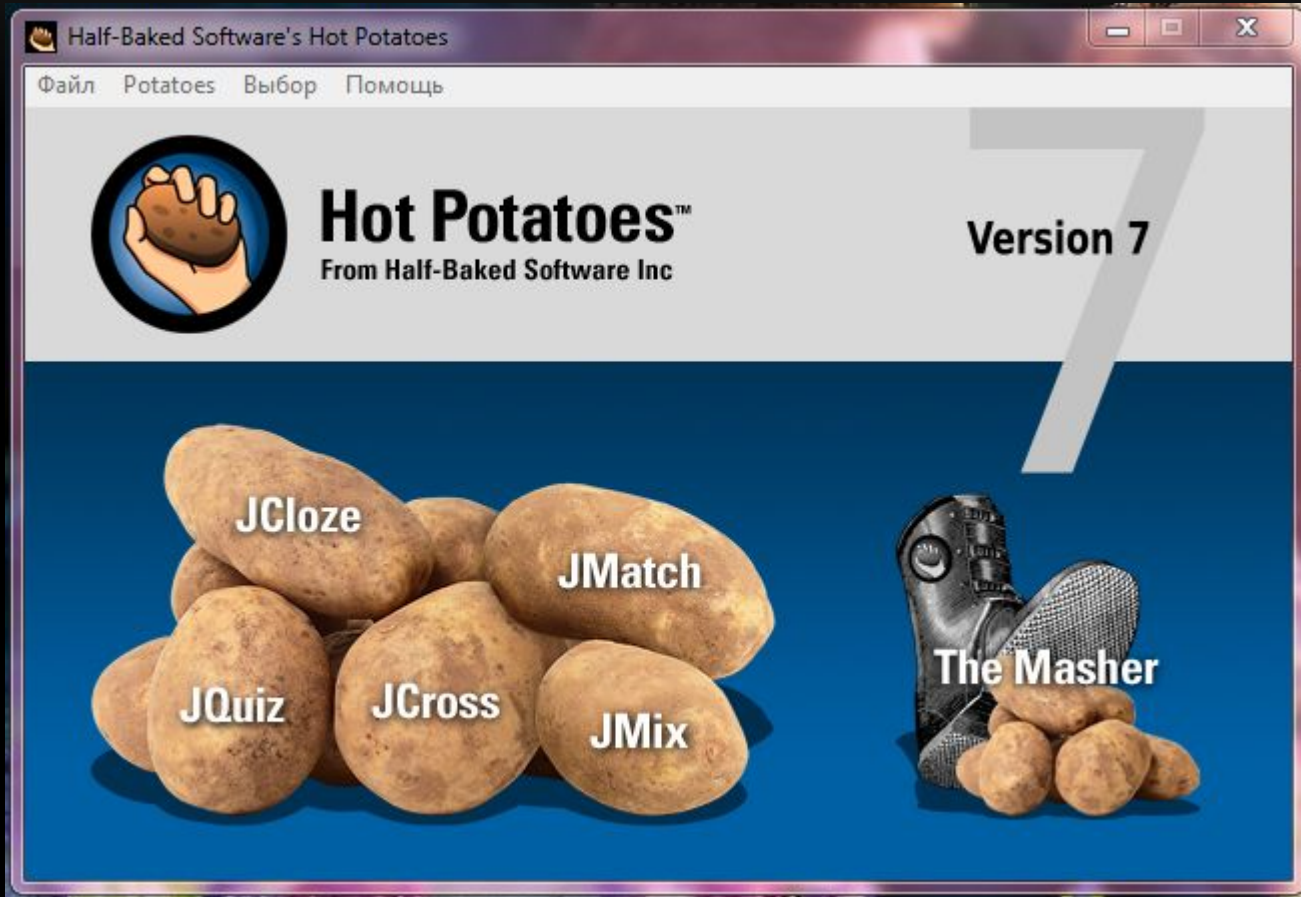 Half-Baked Software's Hot Potatoes
Файл Potatoes Выбор Помощь
7
Hot Potatoes™
From Half-Baked Software Inc
Version 7
JCloze
JMatch
JQuiz
JCross
JMix
The Masher